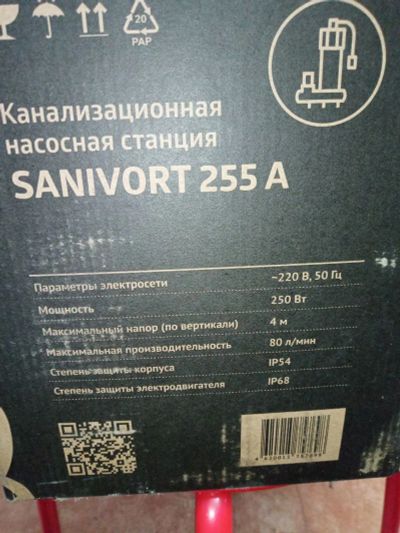 20
PAP
Канализационная
насосная станция
SANIVORT 255 A
Параметры электросети ~220 В, 50 Гц
Мощность 250 Вт
Максимальный напор (по вертикали) 4 м
Максимальная производительность 80 л/мин
Степень защиты корпуса IP54
Степень защиты электродвигателя IP68